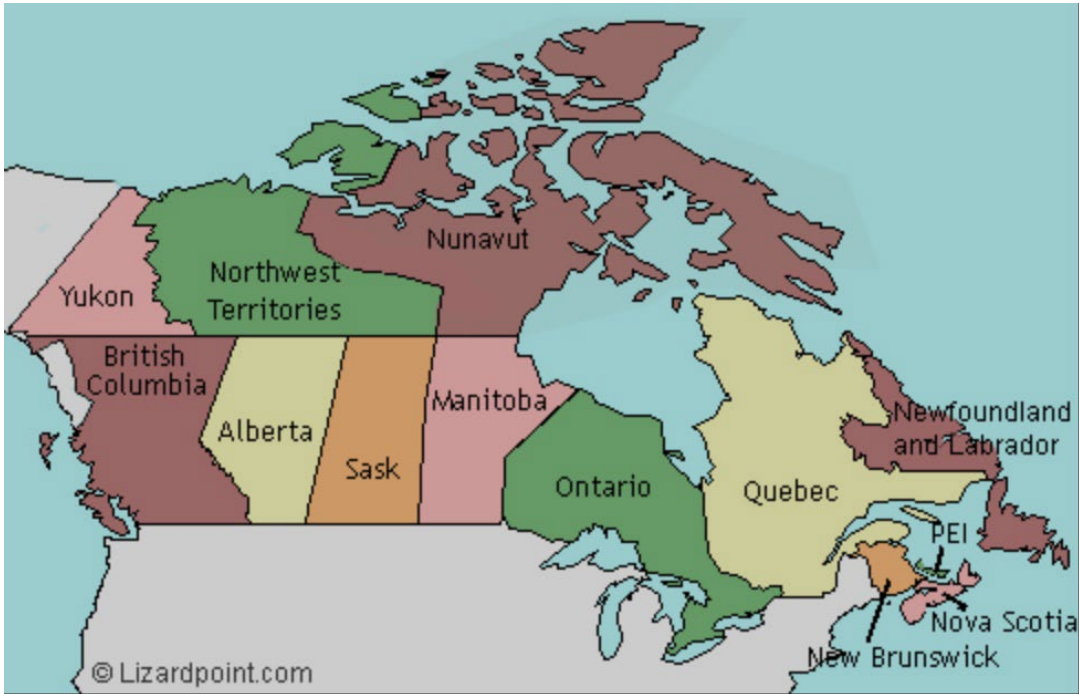 Nunavut
Northwest
Territories
Yukon
British
Columbia
Alberta
Sask
Manitoba
Ontario
Quebec
Newfoundland
and Labrador
PEI
Nova Scotia
New Brunswick
© Lizardpoint.com